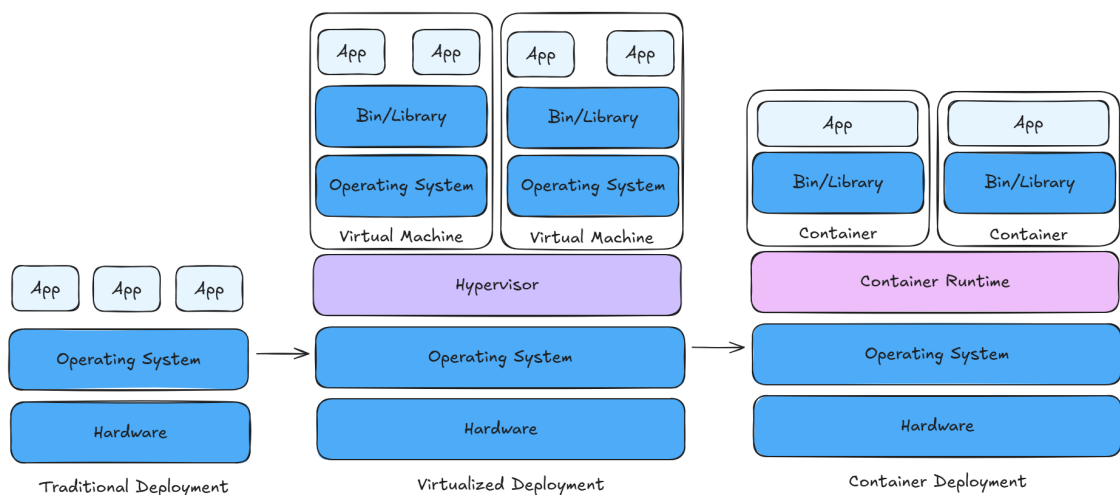 App
App
App
Operating System
Hardware
Traditional Deployment
App
App
Bin/Library
Operating System
Virtual Machine
App
App
Bin/Library
Operating System
Virtual Machine
Hypervisor
Operating System
Hardware
Virtualized Deployment
App
Bin/Library
Container
App
Bin/Library
Container
Container Runtime
Operating System
Hardware
Container Deployment